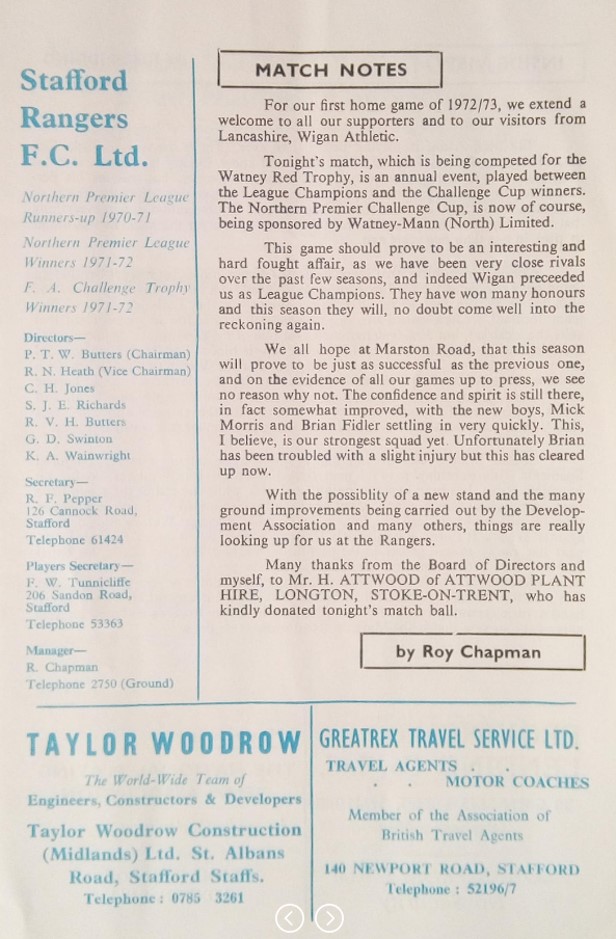 Stafford
Rangers
F.C. Ltd.
Northern Premier League
Runners-up 1970-71
Northern Premier League
Winners 1971-72
F. A. Challenge Trophy
Winners 1971-72
Directors—
P. T. W. Butters (Chairman)
R. N. Heath (Vice Chairman)
C. H. Jones
S. J. E. Richards
R. V. H. Butters
G. D. Swinton
K. A. Wainwright
Secretary—
R. F. Pepper
126 Cannock Road,
Stafford
Telephone 61424
Players Secretary—
F. W. Tunnicliffe
206 Sandon Road,
Stafford
Telephone 53363
Manager—
R. Chapman
Telephone 2750 (Ground)
MATCH NOTES
For our first home game of 1972/73, we extend a
welcome to all our supporters and to our visitors from
Lancashire, Wigan Athletic.
Tonight's match, which is being competed for the
Watney Red Trophy, is an annual event, played between
the League Champions and the Challenge Cup winners.
The Northern Premier Challenge Cup, is now of course,
being sponsored by Watney-Mann (North) Limited.
This game should prove to be an interesting and
hard fought affair, as we have been very close rivals
over the past few seasons, and indeed Wigan preceeded
us as League Champions. They have won many honours
and this season they will, no doubt come well into the
reckoning again.
We all hope at Marston Road, that this season
will prove to be just as successful as the previous one,
and on the evidence of all our games up to press, we see
no reason why not. The confidence and spirit is still there,
in fact somewhat improved, with the new boys, Mick
Morris and Brian Fidler settling in very quickly. This,
I believe, is our strongest squad yet. Unfortunately Brian
has been troubled with a slight injury but this has cleared
up now.
With the possiblity of a new stand and the many
ground improvements being carried out by the Develop-
ment Association and many others, things are really
looking up for us at the Rangers.
Many thanks from the Board of Directors and
myself, to Mr. H. ATTWOOD of ATTWOOD PLANT
HIRE, LONGTON, STOKE-ON-TRENT, who has
kindly donated tonight's match ball.
by Roy Chapman
TAYLOR WOODROW
The World-Wide Team of
Engineers, Constructors & Developers
Taylor Woodrow Construction
(Midlands) Ltd. St. Albans
Road, Stafford Staffs.
Telephone : 0785 3261
GREATREX TRAVEL SERVICE LTD.
TRAVEL AGENTS . .
. . MOTOR COACHES
Member of the Association of
British Travel Agents
140 NEWPORT ROAD, STAFFORD
Telephone : 52196/7